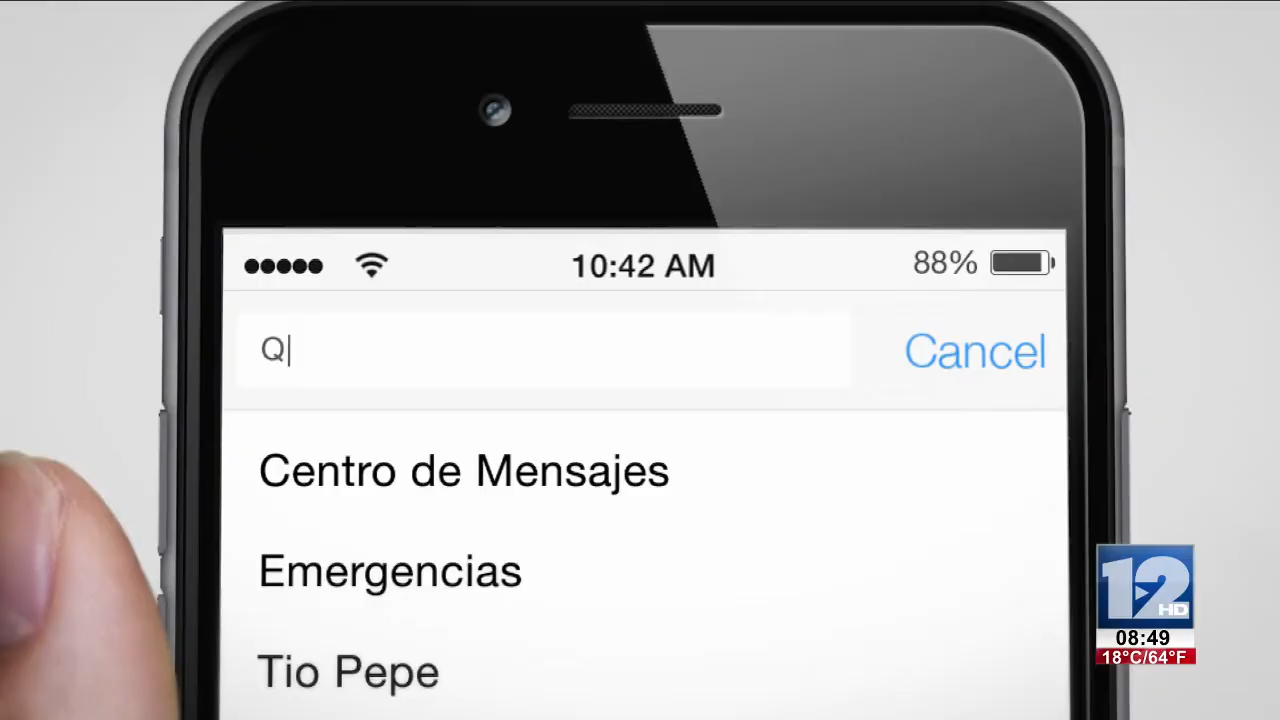 10:42 AM
88%
Q
Cancel
Centro de Mensajes
Emergencias
Tio Pepe
12
HD
08:49
18°C/64°F